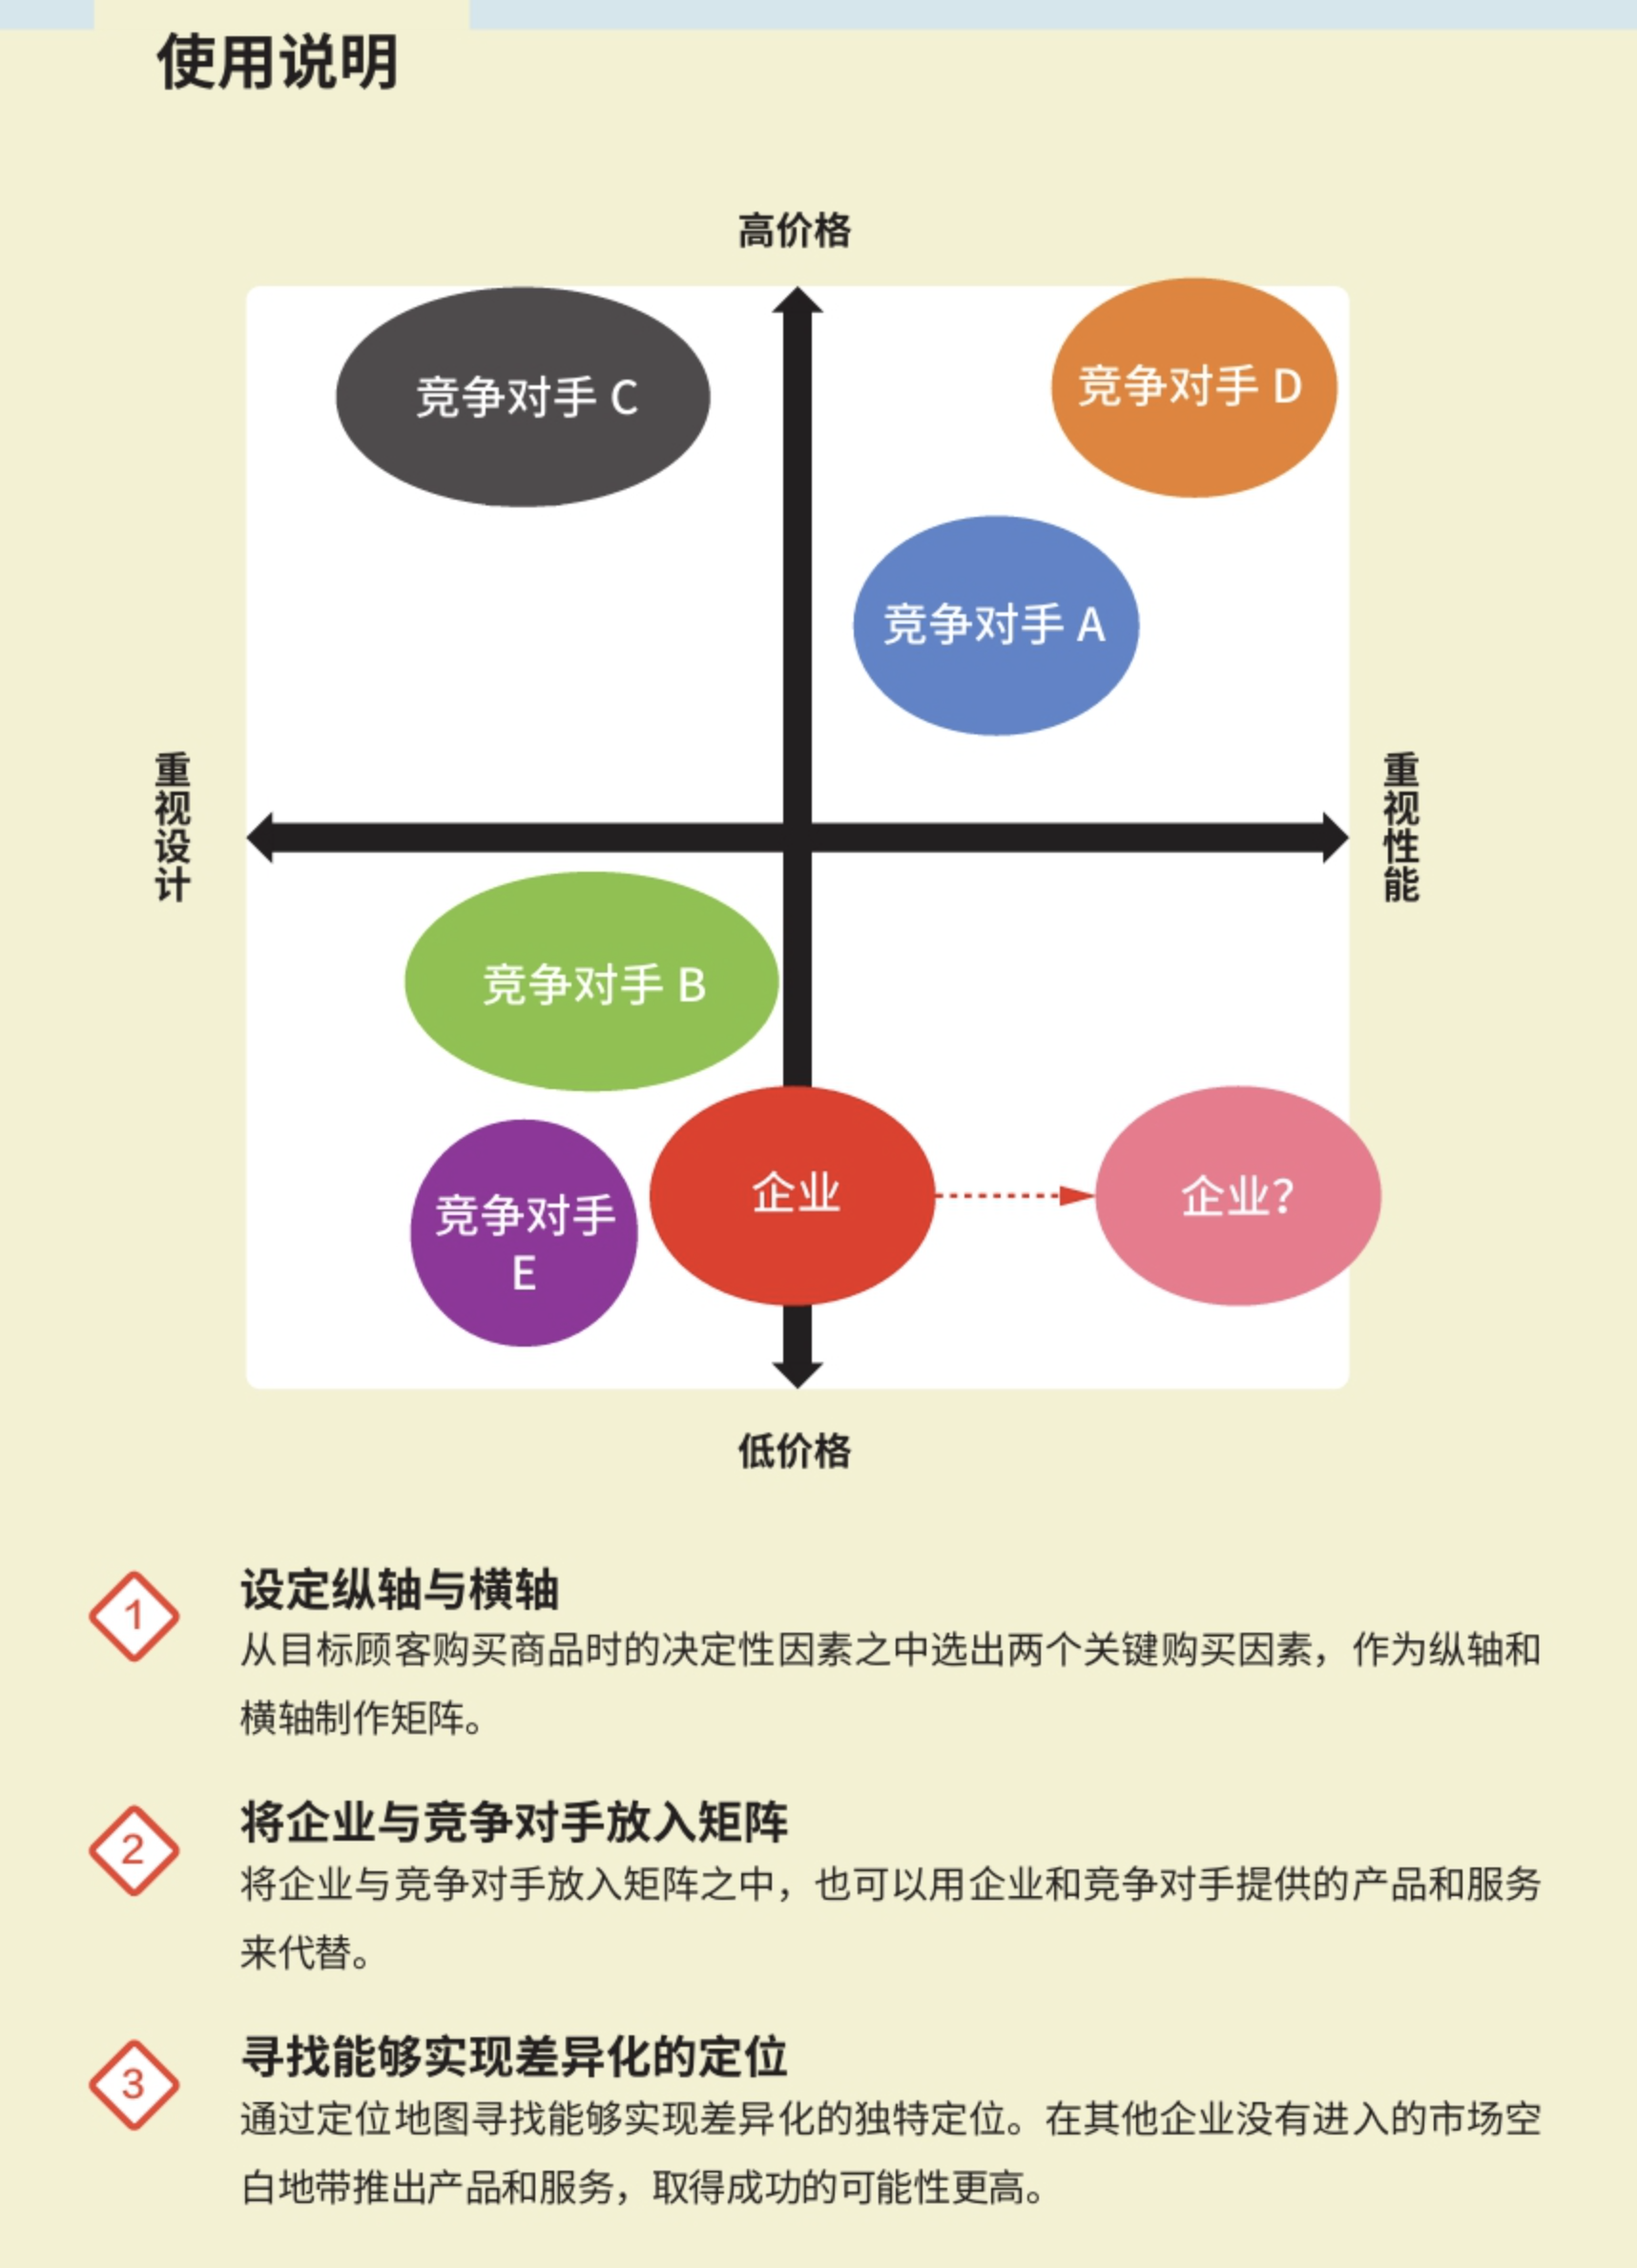 使用说明
高价格
竞争对手 C
竞争对手 D
竞争对手 A
重视设计
重视性能
竞争对手 B
竞争对手
E
企业
企业？
低价格
1
设定纵轴与横轴
从目标顾客购买商品时的决定性因素之中选出两个关键购买因素，作为纵轴和
横轴制作矩阵。
2
将企业与竞争对手放入矩阵
将企业与竞争对手放入矩阵之中，也可以用企业和竞争对手提供的产品和服务
来代替。
3
寻找能够实现差异化的定位
通过定位地图寻找能够实现差异化的独特定位。在其他企业没有进入的市场空
白地带推出产品和服务，取得成功的可能性更高。